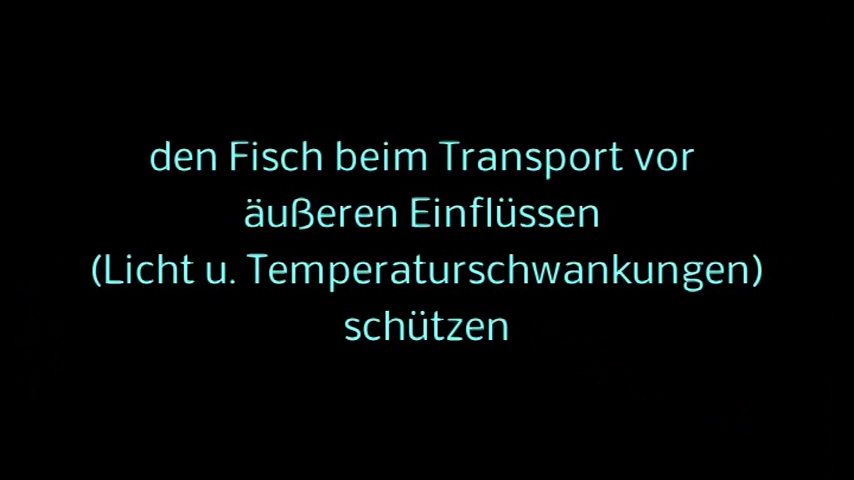 den Fisch beim Transport vor
äußeren Einflüssen
(Licht u. Temperaturschwankungen)
schützen